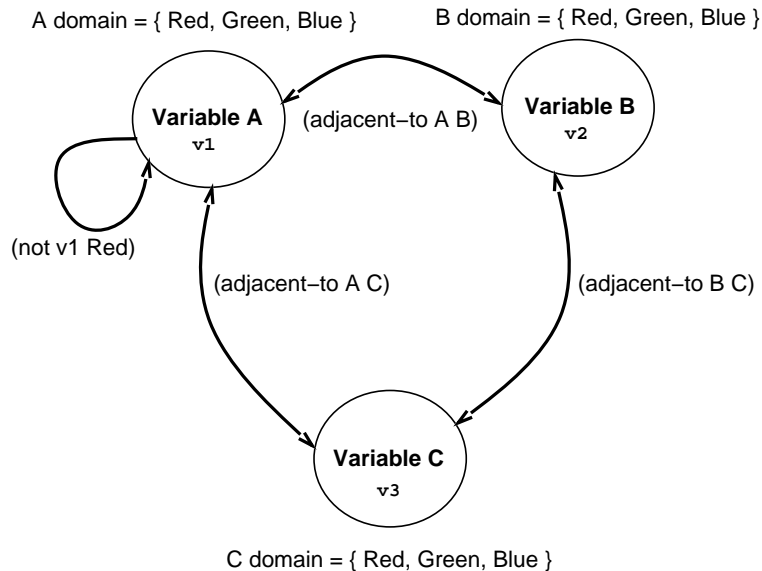 A domain = { Red, Green, Blue }
B domain = { Red, Green, Blue }
Variable A
v1
(adjacent−to A B)
Variable B
v2
(not v1 Red)
(adjacent−to A C)
(adjacent−to B C)
Variable C
v3
C domain = { Red, Green, Blue }